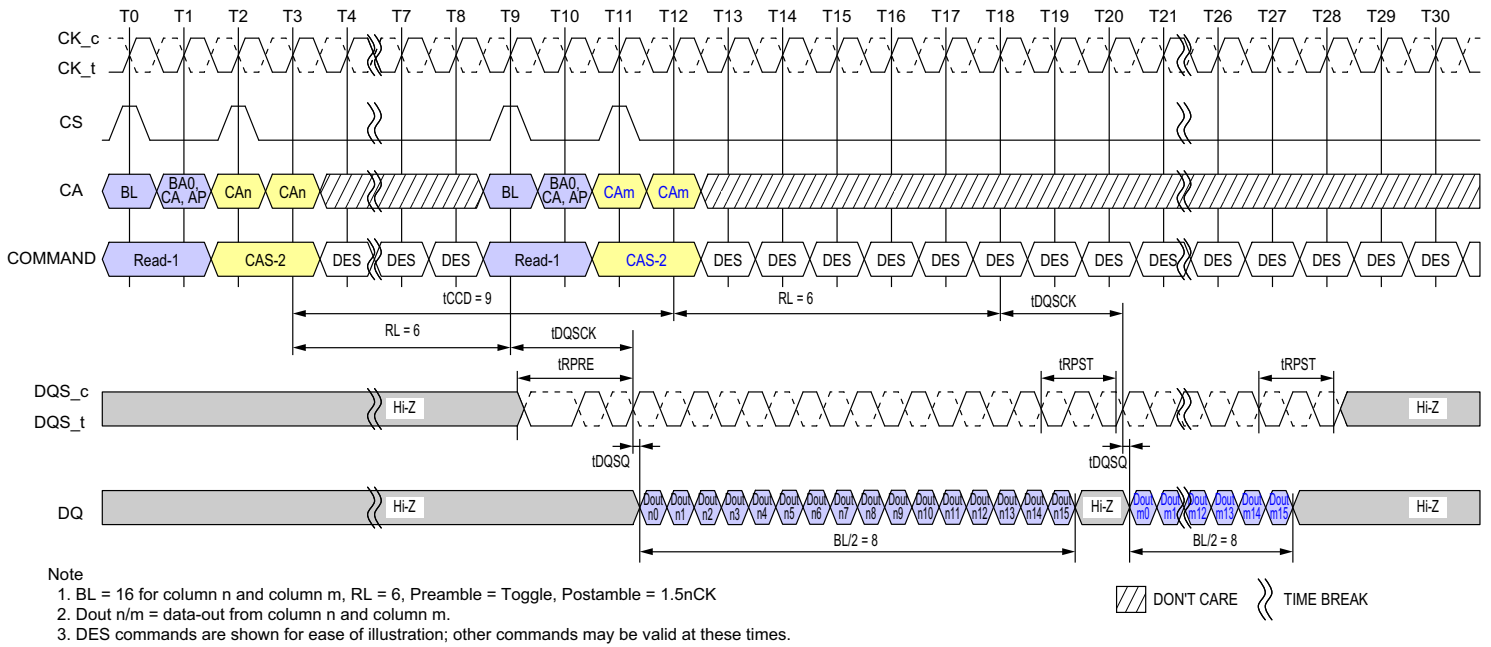 T0 T1 T2 T3 T4 T7 T8 T9 T10 T11 T12 T13 T14 T15 T16 T17 T18 T19 T20 T21 T26 T27 T28 T29 T30
CK_c
CK_t
CS
CA
BL
BA0, CA, AP
CAn
CAn
BL
BA0, CA, AP
CAm
CAm
COMMAND
Read-1
CAS-2
DES
DES
DES
Read-1
CAS-2
DES
DES
DES
DES
DES
DES
DES
DES
DES
DES
DES
DES
DES
DES
tCCD = 9
RL = 6
tDQSCK
RL = 6
tDQSCK
tRPRE
tRPST
tRPST
DQS_c
DQS_t
Hi-Z
Hi-Z
tDQSQ
tDQSQ
DQ
Hi-Z
Dout n0
Dout n1
Dout n2
Dout n3
Dout n4
Dout n5
Dout n6
Dout n7
Dout n8
Dout n9
Dout n10
Dout n11
Dout n12
Dout n13
Dout n14
Dout n15
Hi-Z
Dout m0
Dout m1
Dout m12
Dout m13
Dout m14
Dout m15
Hi-Z
BL/2 = 8
BL/2 = 8
Note
1. BL = 16 for column n and column m, RL = 6, Preamble = Toggle, Postamble = 1.5nCK
2. Dout n/m = data-out from column n and column m.
3. DES commands are shown for ease of illustration; other commands may be valid at these times.
DON'T CARE
TIME BREAK